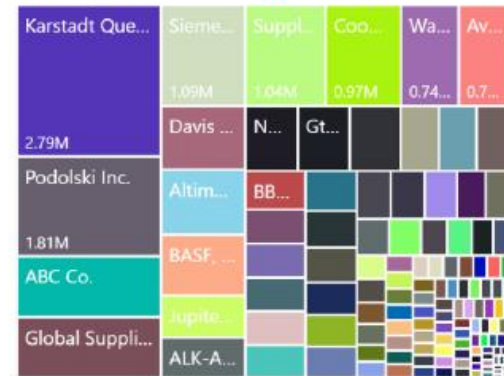 Karstadt Que...
2.79M
Podolski Inc.
1.81M
ABC Co.
Global Suppli...
Sieme...
1.09M
Suppl...
1.04M
Coo...
0.97M
Wa...
0.74...
Av...
0.7...
Davis ...
N...
Gt...
Altim...
BB...
BASF, ...
Jupite...
ALK-A...